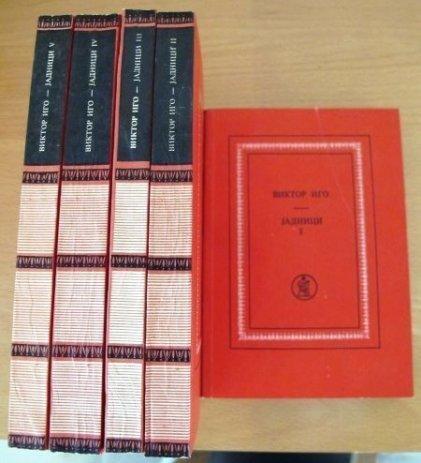 ВИКТОР ИГО — ЈАДНИЦИ V
ВИКТОР ИГО — ЈАДНИЦИ IV
ВИКТОР ИГО — ЈАДНИЦИ III
ВИКТОР ИГО — ЈАДНИЦИ II
ВИКТОР ИГО
ЈАДНИЦИ
I